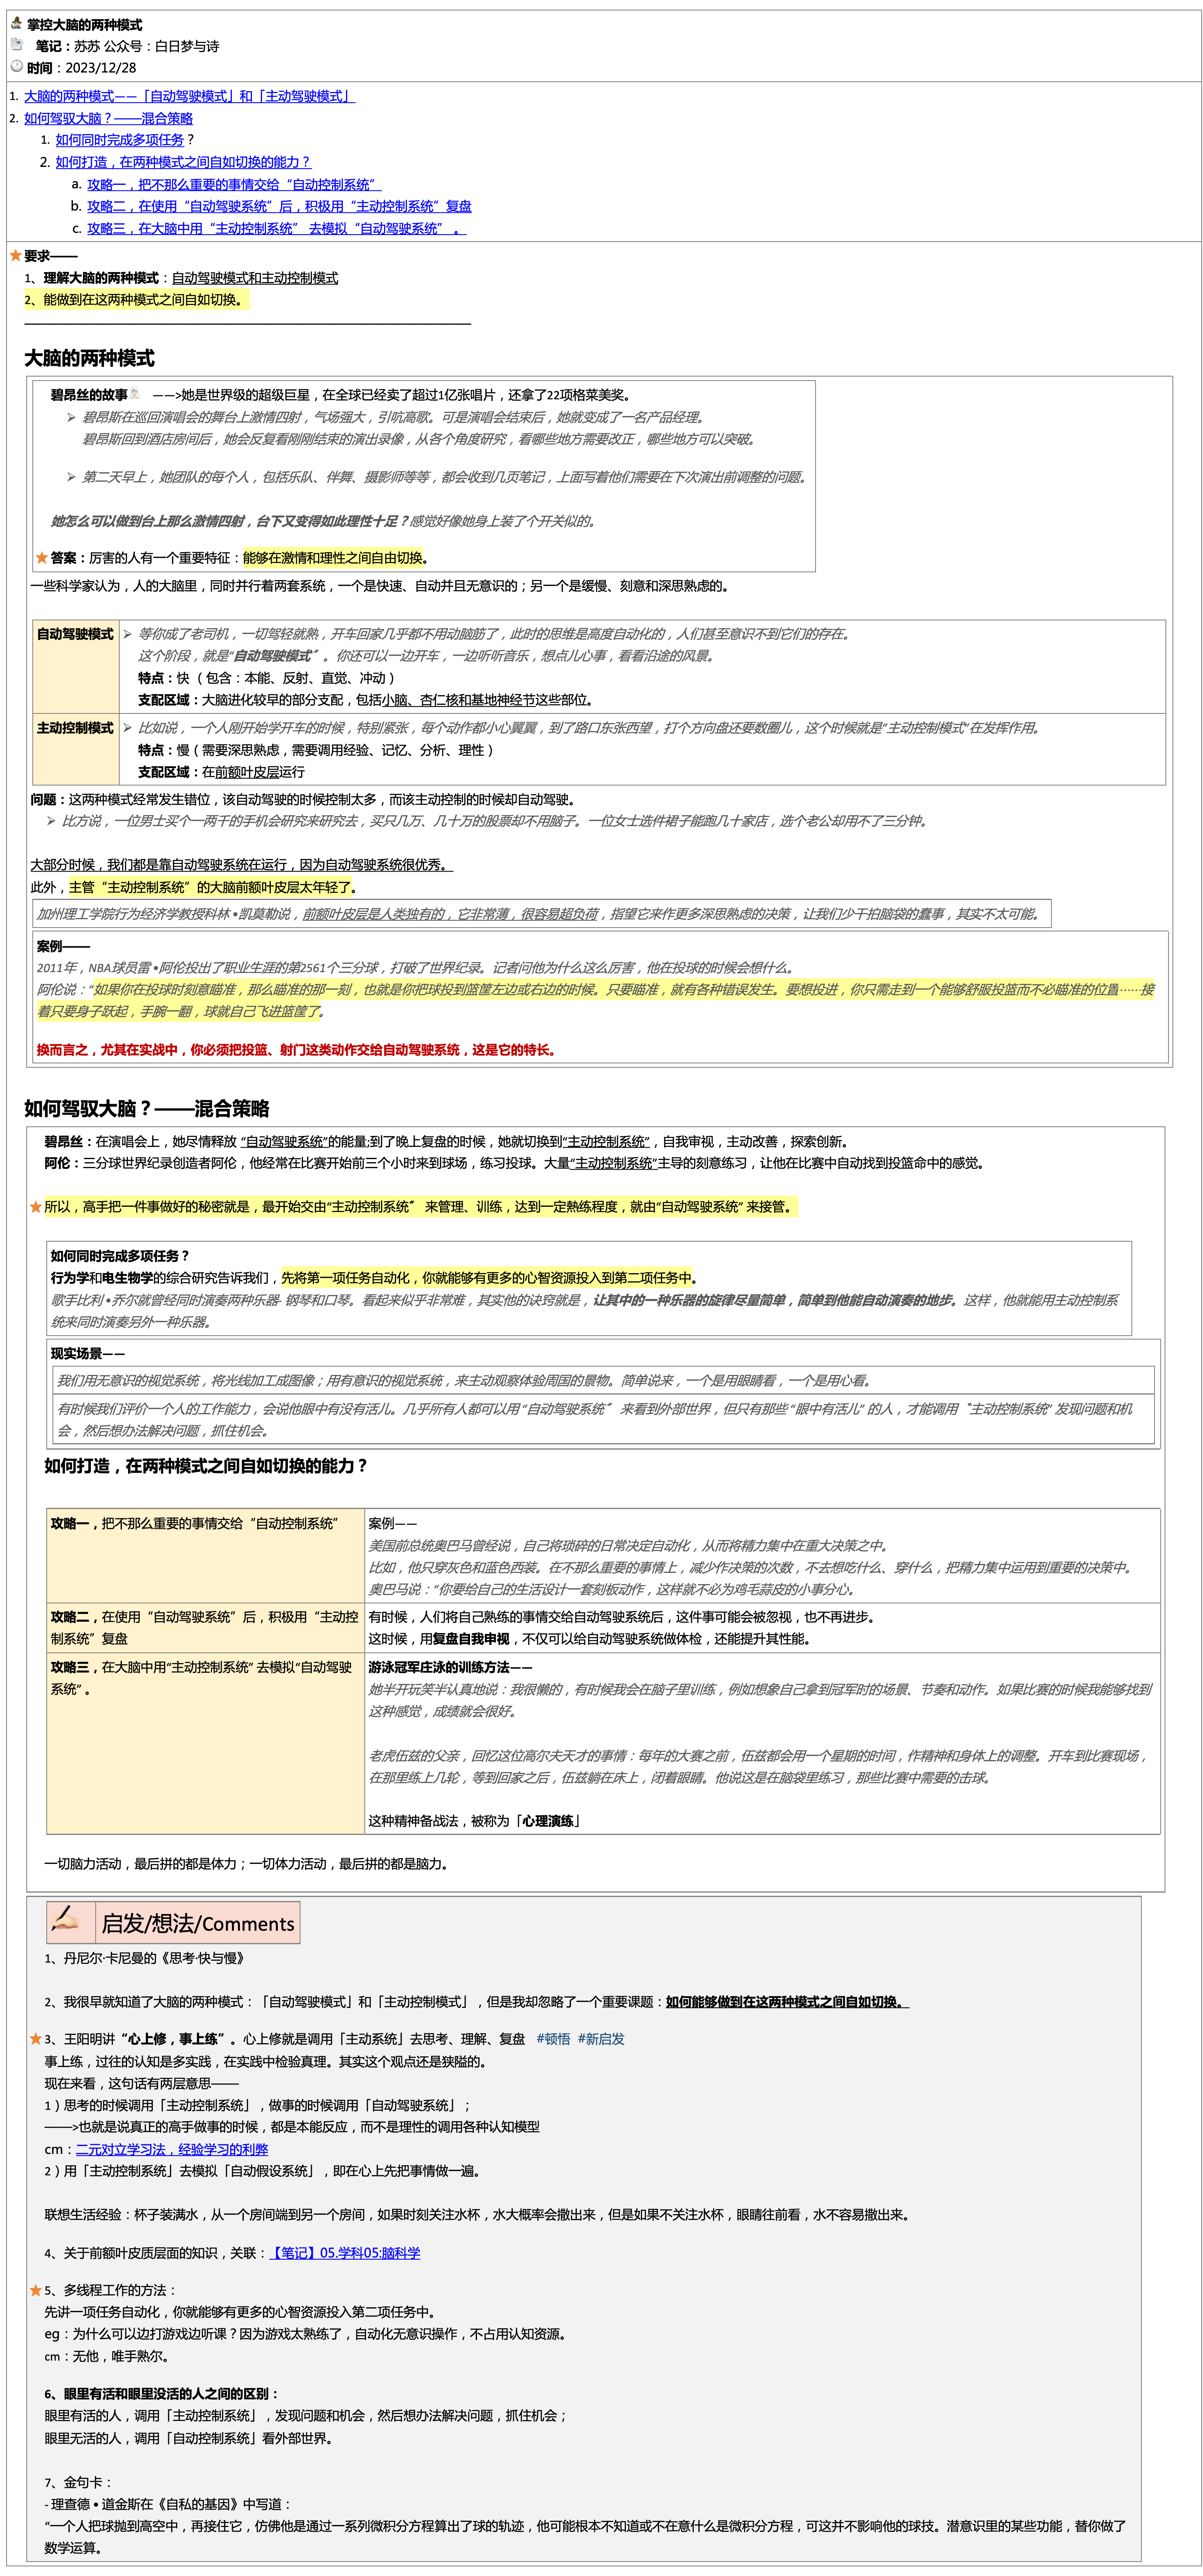 掌控大脑的两种模式
笔记：苏苏 公众号：白日梦与诗
时间：2023/12/28
1. 大脑的两种模式——「自动驾驶模式」和「主动驾驶模式」
2. 如何驾驭大脑？——混合策略
1. 如何同时完成多项任务？
2. 如何打造，在两种模式之间自如切换的能力？
a. 攻略一，把不那么重要的事情交给“自动控制系统”
b. 攻略二，在使用“自动驾驶系统”后，积极用“主动控制系统”复盘
c. 攻略三，在大脑中用“主动控制系统” 去模拟“自动驾驶系统” 。
要求——
1、理解大脑的两种模式：自动驾驶模式和主动控制模式
2、能做到在这两种模式之间自如切换。
大脑的两种模式
碧昂丝的故事 ——>她是世界级的超级巨星，在全球已经卖了超过1亿张唱片，还拿了22项格莱美奖。
➢ 碧昂斯在巡回演唱会的舞台上激情四射，气场强大，引吭高歌。可是演唱会结束后，她就变成了一名产品经理。
碧昂斯回到酒店房间后，她会反复看刚刚结束的演出录像，从各个角度研究，看哪些地方需要改正，哪些地方可以突破。
➢ 第二天早上，她团队的每个人，包括乐队、伴舞、摄影师等等，都会收到几页笔记，上面写着他们需要在下次演出前调整的问题。
她怎么可以做到台上那么激情四射，台下又变得如此理性十足？感觉好像她身上装了个开关似的。
答案：厉害的人有一个重要特征：能够在激情和理性之间自由切换。
一些科学家认为，人的大脑里，同时并行着两套系统，一个是快速、自动并且无意识的；另一个是缓慢、刻意和深思熟虑的。
自动驾驶模式
➢ 等你成了老司机，一切驾轻就熟，开车回家几乎都不用动脑筋了，此时的思维是高度自动化的，人们甚至意识不到它们的存在。
这个阶段，就是“自动驾驶模式”。你还可以一边开车，一边听听音乐，想点儿心事，看看沿途的风景。
特点：快（包含：本能、反射、直觉、冲动）
支配区域：大脑进化较早的部分支配，包括小脑、杏仁核和基地神经节这些部位。
主动控制模式
➢ 比如说，一个人刚开始学开车的时候，特别紧张，每个动作都小心翼翼，到了路口东张西望，打个方向盘还要数圈儿，这个时候就是“主动控制模式”在发挥作用。
特点：慢（需要深思熟虑，需要调用经验、记忆、分析、理性）
支配区域：在前额叶皮层运行
问题：这两种模式经常发生错位，该自动驾驶的时候控制太多，而该主动控制的时候却自动驾驶。
➢ 比方说，一位男士买个一两千的手机会研究来研究去，买只几万、几十万的股票却不用脑子。一位女士选件裙子能跑几十家店，选个老公却用不了三分钟。
大部分时候，我们都是靠自动驾驶系统在运行，因为自动驾驶系统很优秀。
此外，主管“主动控制系统”的大脑前额叶皮层太年轻了。
加州理工学院行为经济学教授科林•凯莫勒说，前额叶皮层是人类独有的，它非常薄，很容易超负荷，指望它来作更多深思熟虑的决策，让我们少干拍脑袋的蠢事，其实不太可能。
案例——
2011年，NBA球员雷•阿伦投出了职业生涯的第2561个三分球，打破了世界纪录。记者问他为什么这么厉害，他在投球的时候会想什么。
阿伦说：“如果你在投球时刻意瞄准，那么瞄准的那一刻，也就是你把球投到篮筐左边或右边的时候。只要瞄准，就有各种错误发生。要想投进，你只需走到一个能够舒服投篮而不必瞄准的位置⋯⋯接
着只要身子跃起，手腕一翻，球就自己飞进篮筐了。
换而言之，尤其在实战中，你必须把投篮、射门这类动作交给自动驾驶系统，这是它的特长。
如何驾驭大脑？——混合策略
碧昂丝：在演唱会上，她尽情释放 “自动驾驶系统”的能量;到了晚上复盘的时候，她就切换到“主动控制系统”，自我审视，主动改善，探索创新。
阿伦：三分球世界纪录创造者阿伦，他经常在比赛开始前三个小时来到球场，练习投球。大量“主动控制系统”主导的刻意练习，让他在比赛中自动找到投篮命中的感觉。
所以，高手把一件事做好的秘密就是，最开始交由“主动控制系统” 来管理、训练，达到一定熟练程度，就由“自动驾驶系统” 来接管。
如何同时完成多项任务？
行为学和电生物学的综合研究告诉我们，先将第一项任务自动化，你就能够有更多的心智资源投入到第二项任务中。
歌手比利•乔尔就曾经同时演奏两种乐器- 钢琴和口琴。看起来似乎非常难，其实他的诀窍就是，让其中的一种乐器的旋律尽量简单，简单到他能自动演奏的地步。这样，他就能用主动控制系
统来同时演奏另外一种乐器。
现实场景——
我们用无意识的视觉系统，将光线加工成图像；用有意识的视觉系统，来主动观察体验周国的景物。简单说来，一个是用眼睛看，一个是用心看。
有时候我们评价一个人的工作能力，会说他眼中有没有活儿。几乎所有人都可以用 “自动驾驶系统” 来看到外部世界，但只有那些 “眼中有活儿” 的人，才能调用〝主动控制系统” 发现问题和机
会，然后想办法解决问题，抓住机会。
如何打造，在两种模式之间自如切换的能力？
攻略一，把不那么重要的事情交给“自动控制系统”
案例——
美国前总统奥巴马曾经说，自己将琐碎的日常决定自动化，从而将精力集中在重大决策之中。
比如，他只穿灰色和蓝色西装。在不那么重要的事情上，减少作决策的次数，不去想吃什么、穿什么，把精力集中运用到重要的决策中。
奥巴马说：“你要给自己的生活设计一套刻板动作，这样就不必为鸡毛蒜皮的小事分心。
攻略二，在使用“自动驾驶系统”后，积极用“主动控
制系统”复盘
有时候，人们将自己熟练的事情交给自动驾驶系统后，这件事可能会被忽视，也不再进步。
这时候，用复盘自我申视，不仅可以给自动驾驶系统做体检，还能提升其性能。
攻略三，在大脑中用“主动控制系统” 去模拟“自动驾驶
系统” 。
游泳冠军庄泳的训练方法——
她半开玩笑半认真地说：我很懒的，有时候我会在脑子里训练，例如想象自己拿到冠军时的场景、节奏和动作。如果比赛的时候我能够找到
这种感觉，成绩就会很好。
老虎伍兹的父亲，回忆这位高尔夫天才的事情：每年的大赛之前，伍兹都会用一个星期的时间，作精神和身体上的调整。开车到比赛现场，
在那里练上几轮，等到回家之后，伍兹躺在床上，闭着眼睛。他说这是在脑袋里练习，那些比赛中需要的击球。
这种精神备战法，被称为「心理演练」
一切脑力活动，最后拼的都是体力；一切体力活动，最后拼的都是脑力。
启发/想法/Comments
1、丹尼尔·卡尼曼的《思考·快与慢》
2、我很早就知道了大脑的两种模式：「自动驾驶模式」和「主动控制模式」，但是我却忽略了一个重要课题：如何能够做到在这两种模式之间自如切换。
3、王阳明讲“心上修，事上练”。心上修就是调用「主动系统」去思考、理解、复盘 #顿悟 #新启发
事上练，过往的认知是多实践，在实践中检验真理。其实这个观点还是狭隘的。
现在来看，这句话有两层意思——
1）思考的时候调用「主动控制系统」，做事的时候调用「自动驾驶系统」；
——>也就是说真正的高手做事的时候，都是本能反应，而不是理性的调用各种认知模型
cm：二元对立学习法，经验学习的利弊
2）用「主动控制系统」去模拟「自动假设系统」，即在心上先把事情做一遍。
联想生活经验：杯子装满水，从一个房间端到另一个房间，如果时刻关注水杯，水大概率会撒出来，但是如果不关注水杯，眼睛往前看，水不容易撒出来。
4、关于前额叶皮质层面的知识，关联：【笔记】05.学科05:脑科学
5、多线程工作的方法：
先讲一项任务自动化，你就能够有更多的心智资源投入第二项任务中。
eg：为什么可以边打游戏边听课？因为游戏太熟练了，自动化无意识操作，不占用认知资源。
cm：无他，唯手熟尔。
6、眼里有活和眼里没活的人之间的区别：
眼里有活的人，调用「主动控制系统」，发现问题和机会，然后想办法解决问题，抓住机会；
眼里无活的人，调用「自动控制系统」看外部世界。
7、金句卡：
- 理查德 • 道金斯在《自私的基因》中写道：
“一个人把球抛到高空中，再接住它，仿佛他是通过一系列微积分方程算出了球的轨迹，他可能根本不知道或不在意什么是微积分方程，可这并不影响他的球技。潜意识里的某些功能，替你做了
数学运算。